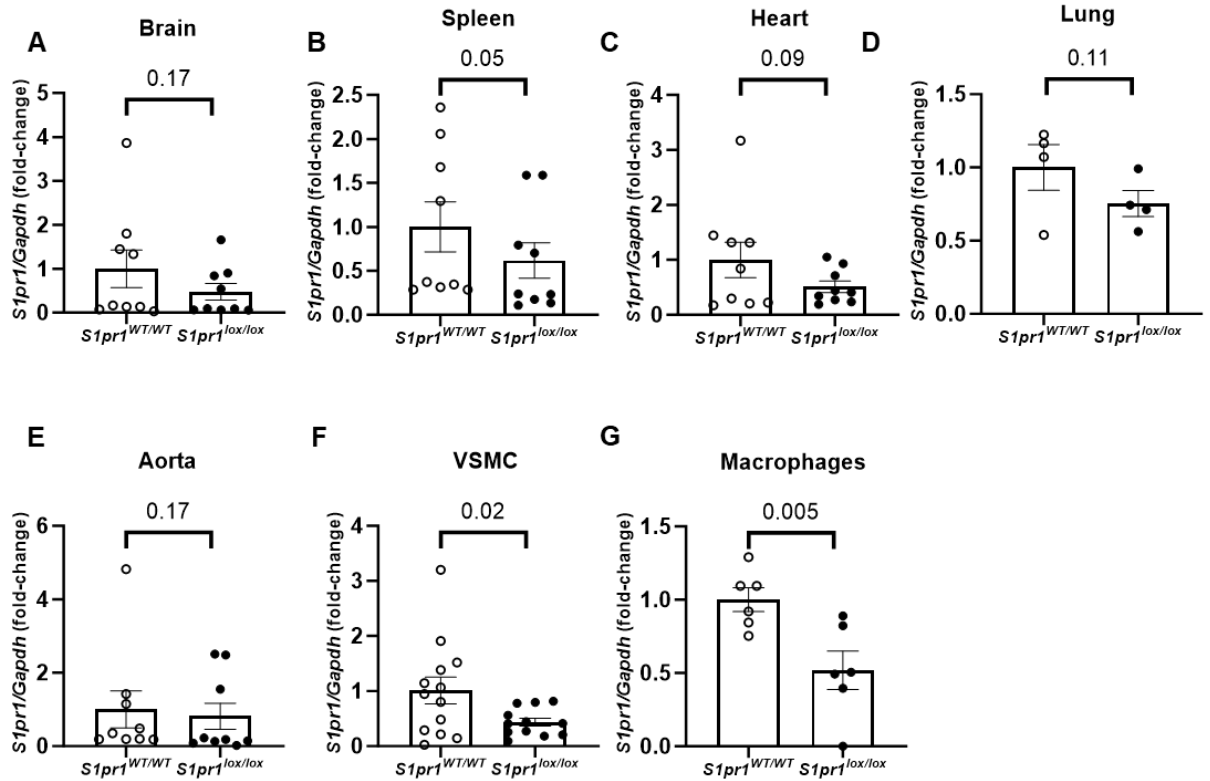 A
Brain
0.17
S1pr1/Gapdh (fold-change)
5
4
3
2
1
0
S1pr1WT/WT
S1pr1lox/lox
B
Spleen
0.05
S1pr1/Gapdh (fold-change)
2.5
2.0
1.5
1.0
0.5
0.0
S1pr1WT/WT
S1pr1lox/lox
C
Heart
0.09
S1pr1/Gapdh (fold-change)
4
3
2
1
0
S1pr1WT/WT
S1pr1lox/lox
D
Lung
0.11
S1pr1/Gapdh (fold-change)
1.5
1.0
0.5
0.0
S1pr1WT/WT
S1pr1lox/lox
E
Aorta
0.17
S1pr1/Gapdh (fold-change)
6
4
2
0
S1pr1WT/WT
S1pr1lox/lox
F
VSMC
0.02
S1pr1/Gapdh (fold-change)
4
3
2
1
0
S1pr1WT/WT
S1pr1lox/lox
G
Macrophages
0.005
S1pr1/Gapdh (fold-change)
1.5
1.0
0.5
0.0
S1pr1WT/WT
S1pr1lox/lox